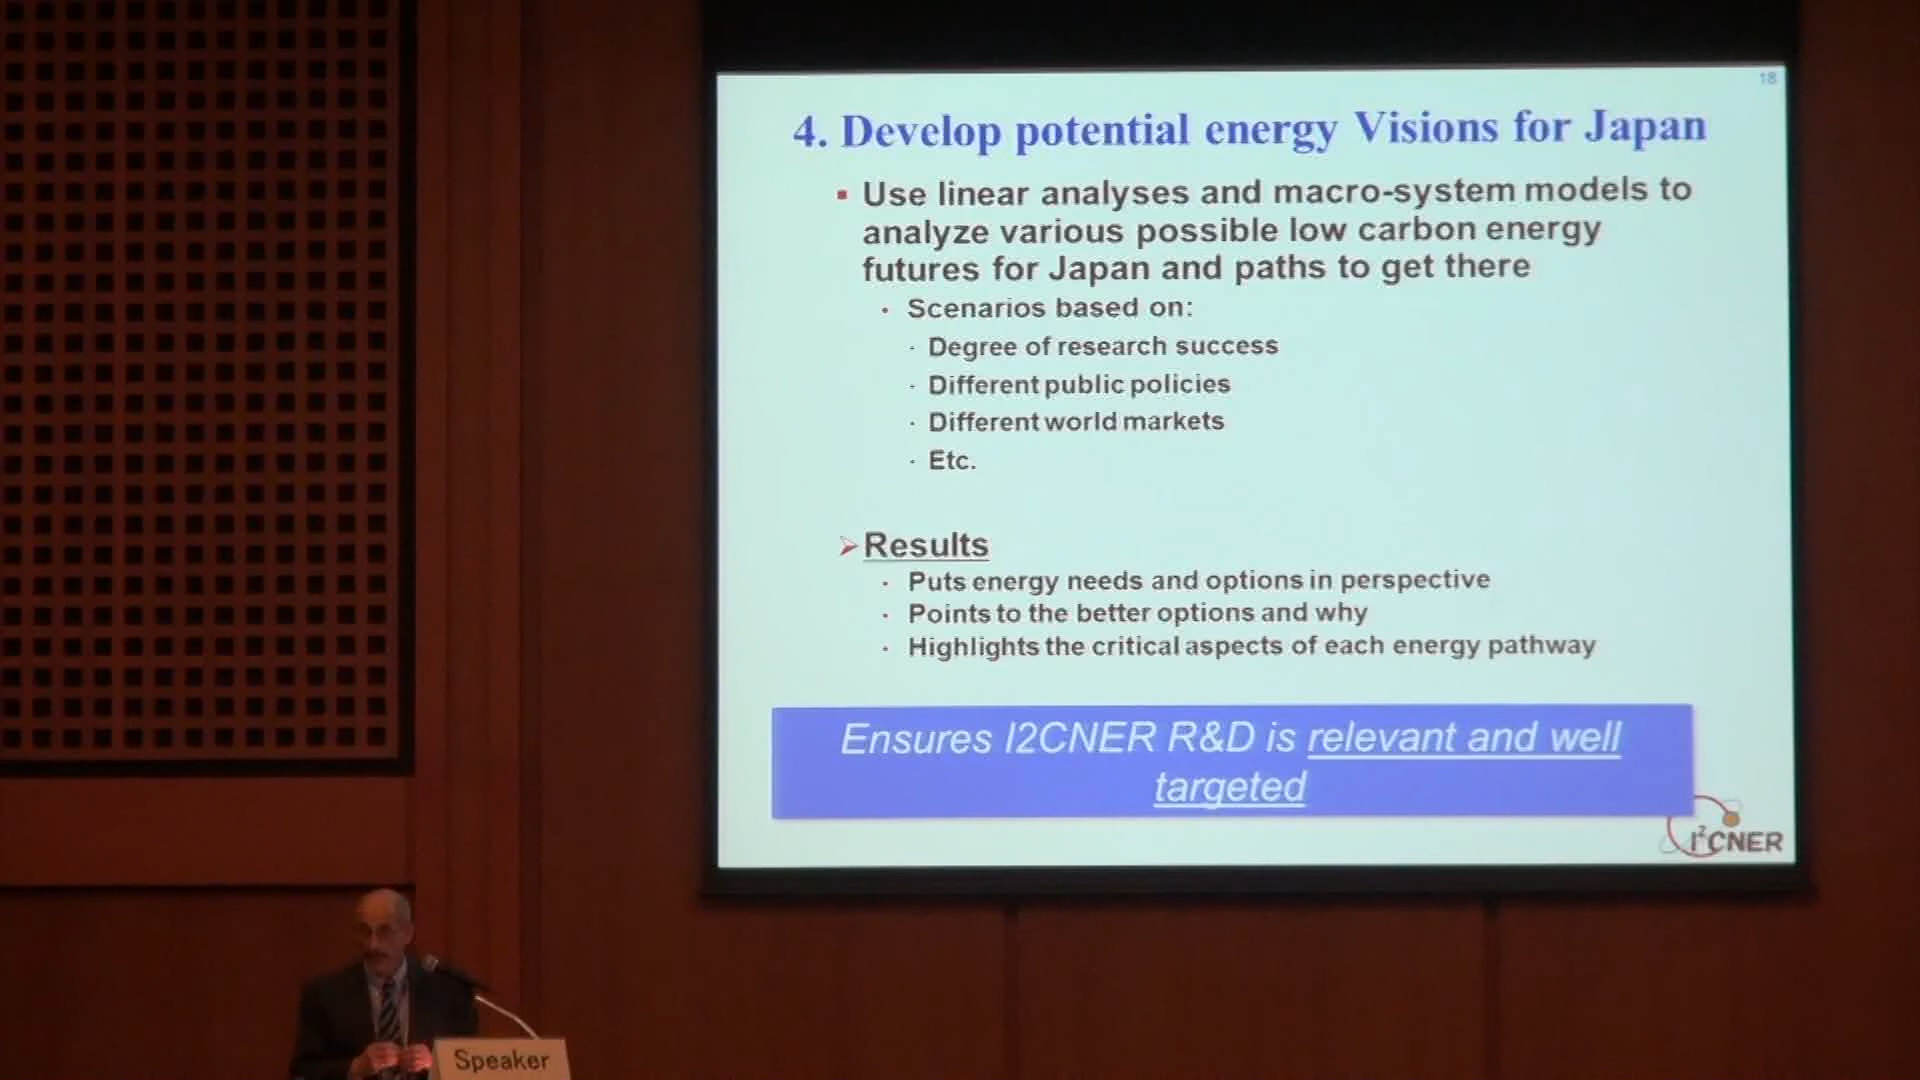 18
4. Develop potential energy Visions for Japan
Use linear analyses and macro-system models to
analyze various possible low carbon energy
futures for Japan and paths to get there
Scenarios based on:
Degree of research success
Different public policies
Different world markets
Etc.
Results
Puts energy needs and options in perspective
Points to the better options and why
Highlights the critical aspects of each energy pathway
Ensures I2CNER R&D is relevant and well
targeted
I²CNER
Speaker